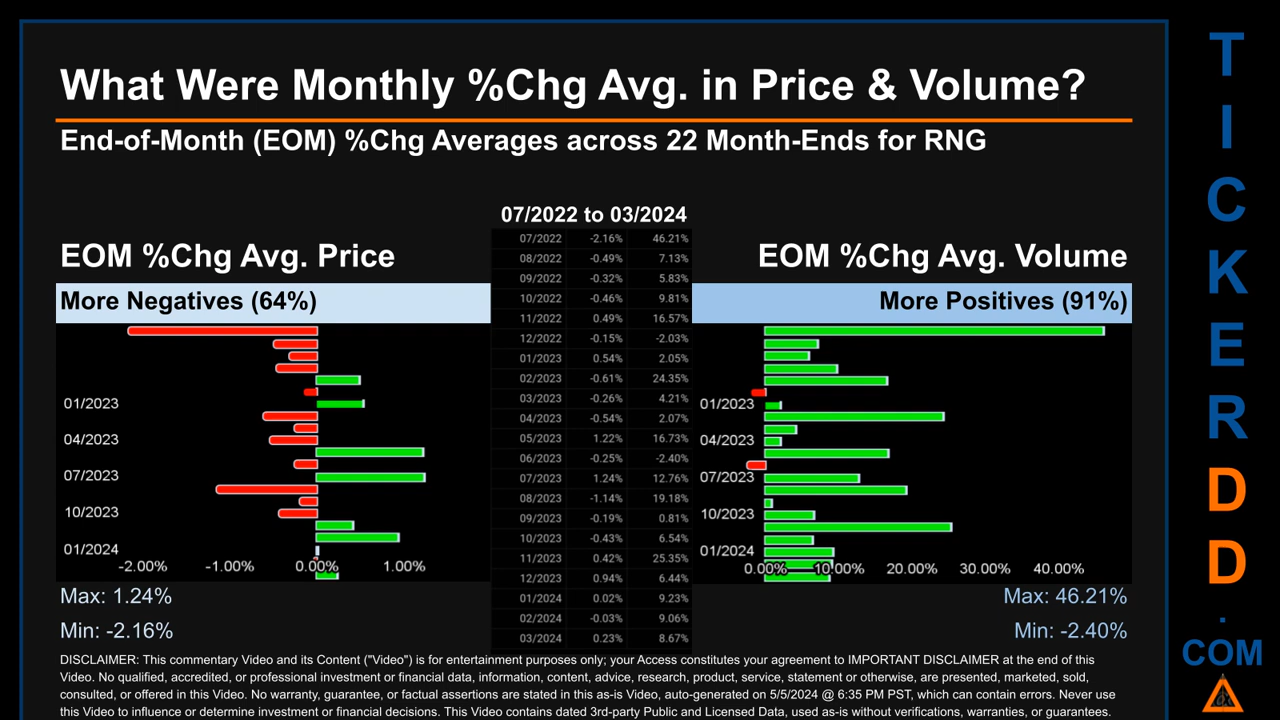 What Were Monthly %Chg Avg. in Price & Volume?
End-of-Month (EOM) %Chg Averages across 22 Month-Ends for RNG
07/2022 to 03/2024
EOM %Chg Avg. Price
EOM %Chg Avg. Volume
More Negatives (64%)
More Positives (91%)
07/2022 -2.16% 46.21%
08/2022 -0.49% 7.13%
09/2022 -0.32% 5.83%
10/2022 -0.46% 9.81%
11/2022 0.49% 16.57%
12/2022 -0.15% -2.03%
01/2023 0.54% 2.05%
02/2023 -0.61% 24.35%
03/2023 -0.26% 4.21%
04/2023 -0.54% 2.07%
05/2023 1.22% 16.73%
06/2023 -0.25% -2.40%
07/2023 1.24% 12.76%
08/2023 -1.14% 19.18%
09/2023 -0.19% 0.81%
10/2023 -0.43% 6.54%
11/2023 0.42% 25.35%
12/2023 0.94% 6.44%
01/2024 0.02% 9.23%
02/2024 -0.03% 9.06%
03/2024 0.23% 8.67%
01/2023
04/2023
07/2023
10/2023
01/2024
-2.00% -1.00% 0.00% 1.00%
01/2023
04/2023
07/2023
10/2023
01/2024
0.00% 10.00% 20.00% 30.00% 40.00%
Max: 1.24%
Min: -2.16%
Max: 46.21%
Min: -2.40%
DISCLAIMER: This commentary Video and its Content ("Video") is for entertainment purposes only; your Access constitutes your agreement to IMPORTANT DISCLAIMER at the end of this
Video. No qualified, accredited, or professional investment or financial data, information, content, advice, research, product, service, statement or otherwise, are presented, marketed, sold,
consulted, or offered in this Video. No warranty, guarantee, or factual assertions are stated in this as-is Video, auto-generated on 5/5/2024 @ 6:35 PM PST, which can contain errors. Never use
this Video to influence or determine investment or financial decisions. This Video contains dated 3rd-party Public and Licensed Data, used as-is without verifications, warranties, or guarantees.
T
I
C
K
E
R
D
D
.
COM